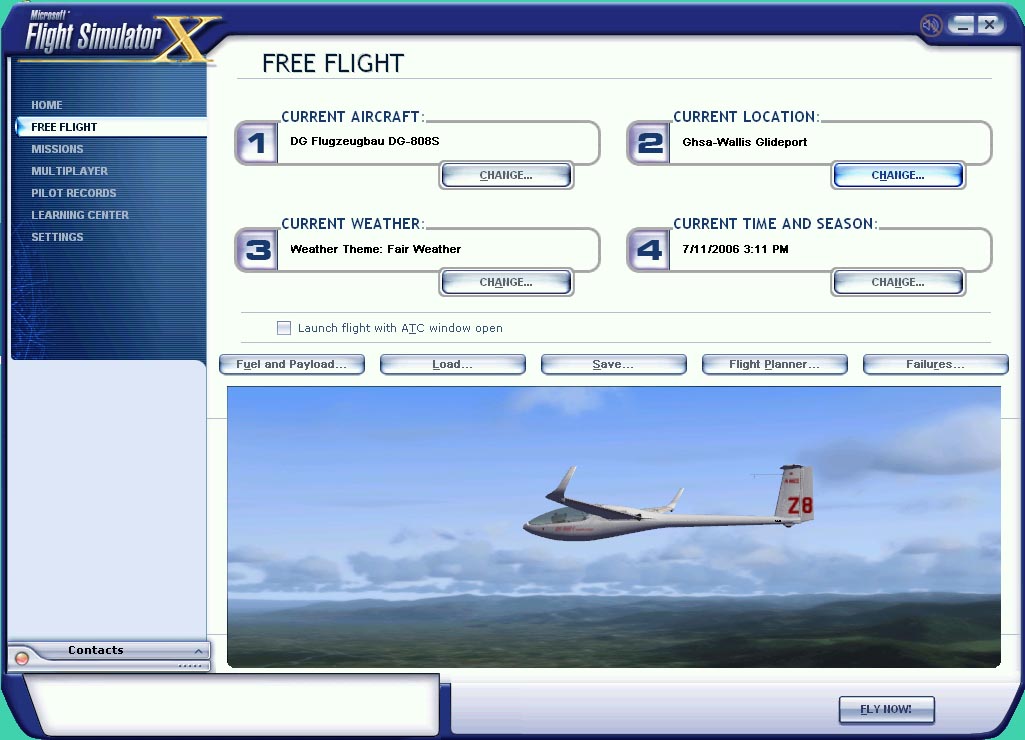 Microsoft
Flight Simulator X
FREE FLIGHT
HOME
FREE FLIGHT
MISSIONS
MULTIPLAYER
PILOT RECORDS
LEARNING CENTER
SETTINGS
CURRENT AIRCRAFT:
1
DG Flugzeugbau DG-808S
CHANGE...
CURRENT LOCATION:
2
Ghsa-Wallis Glideport
CHANGE...
CURRENT WEATHER:
3
Weather Theme: Fair Weather
CHANGE...
CURRENT TIME AND SEASON:
4
7/11/2006 3:11 PM
CHANGE...
Launch flight with ATC window open
Fuel and Payload...
Load...
Save...
Flight Planner...
Failures...
Z8
Contacts
FLY NOW!